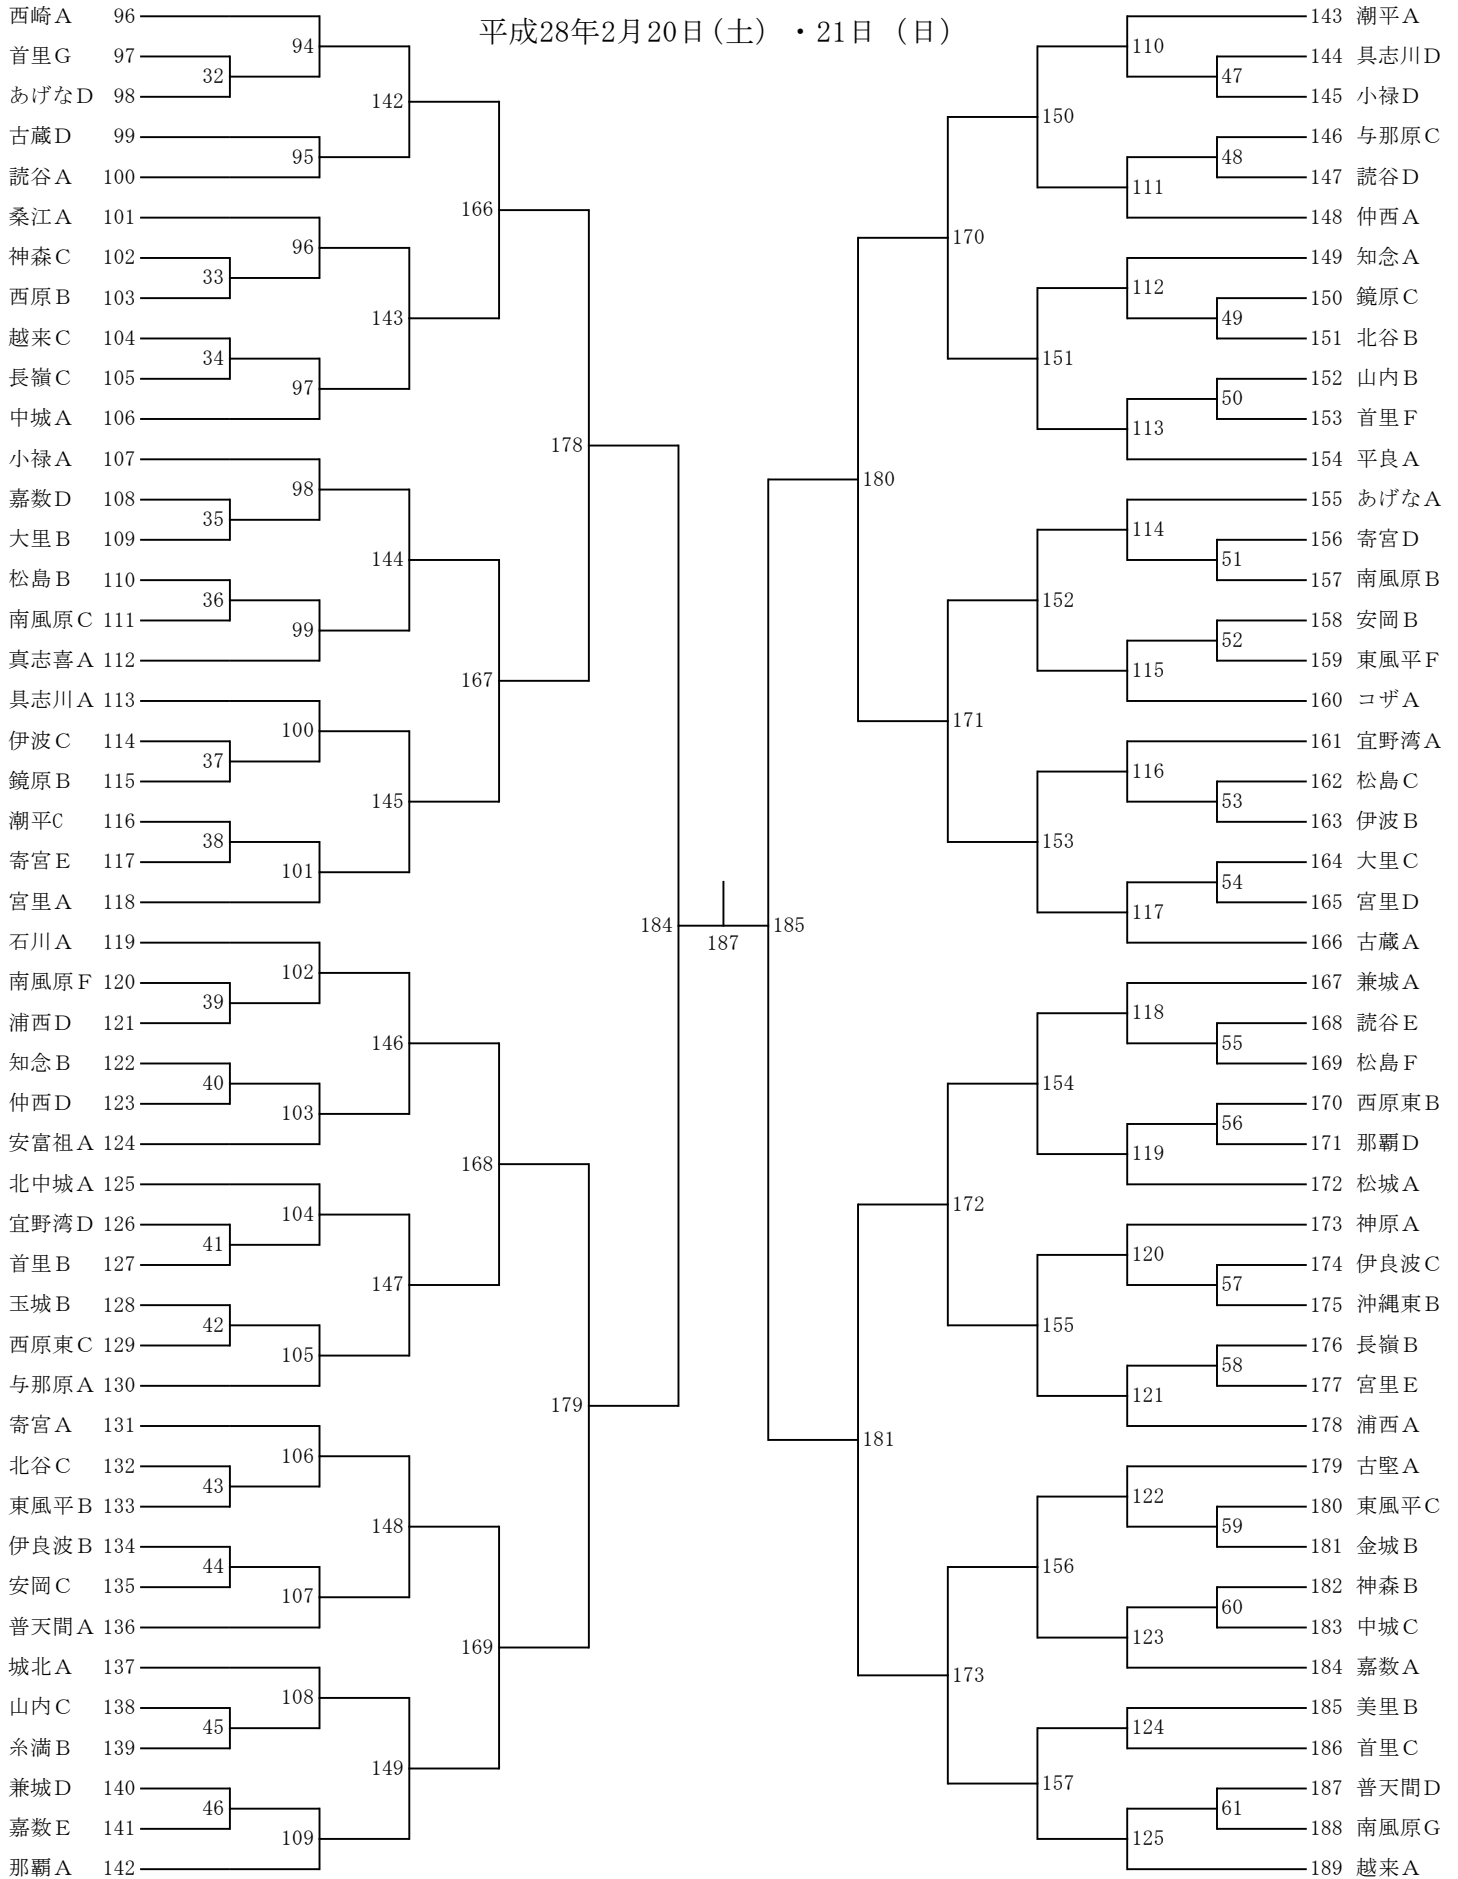 平成28年2月20日(土) ・21日 (日)
西崎A 96
首里G 97
あげなD 98
古蔵D 99
読谷A 100
桑江A 101
神森C 102
西原B 103
越来C 104
長嶺C 105
中城A 106
小禄A 107
嘉数D 108
大里B 109
松島B 110
南風原C 111
真志喜A 112
具志川A 113
伊波C 114
鏡原B 115
潮平C 116
寄宮E 117
宮里A 118
石川A 119
南風原F 120
浦西D 121
知念B 122
仲西D 123
安富祖A 124
北中城A 125
宜野湾D 126
首里B 127
玉城B 128
西原東C 129
与那原A 130
寄宮A 131
北谷C 132
東風平B 133
伊良波B 134
安岡C 135
普天間A 136
城北A 137
山内C 138
糸満B 139
兼城D 140
嘉数E 141
那覇A 142
32
33
34
35
36
37
38
39
40
41
42
43
44
45
46
94
95
96
97
98
99
100
101
102
103
104
105
106
107
108
109
142
143
144
145
146
147
148
149
166
167
168
169
178
179
184
187
185
180
181
170
171
172
173
150
151
152
153
154
155
156
157
110
111
112
113
114
115
116
117
118
119
120
121
122
123
124
125
47
48
49
50
51
52
53
54
55
56
57
58
59
60
61
143 潮平A
144 具志川D
145 小禄D
146 与那原C
147 読谷D
148 仲西A
149 知念A
150 鏡原C
151 北谷B
152 山内B
153 首里F
154 平良A
155 あげなA
156 寄宮D
157 南風原B
158 安岡B
159 東風平F
160 コザA
161 宜野湾A
162 松島C
163 伊波B
164 大里C
165 宮里D
166 古蔵A
167 兼城A
168 読谷E
169 松島F
170 西原東B
171 那覇D
172 松城A
173 神原A
174 伊良波C
175 沖縄東B
176 長嶺B
177 宮里E
178 浦西A
179 古堅A
180 東風平C
181 金城B
182 神森B
183 中城C
184 嘉数A
185 美里B
186 首里C
187 普天間D
188 南風原G
189 越来A